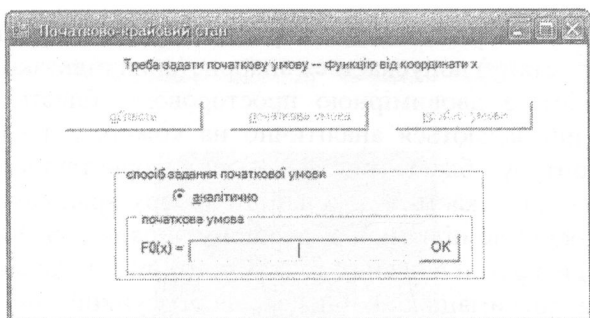 Початково-крайовий стан
Треба задати початкову умову -- функцію від координати x
область початкова умова крайові умови
спосіб задання початкової умови
аналітично
початкова умова
F0(x) = OK